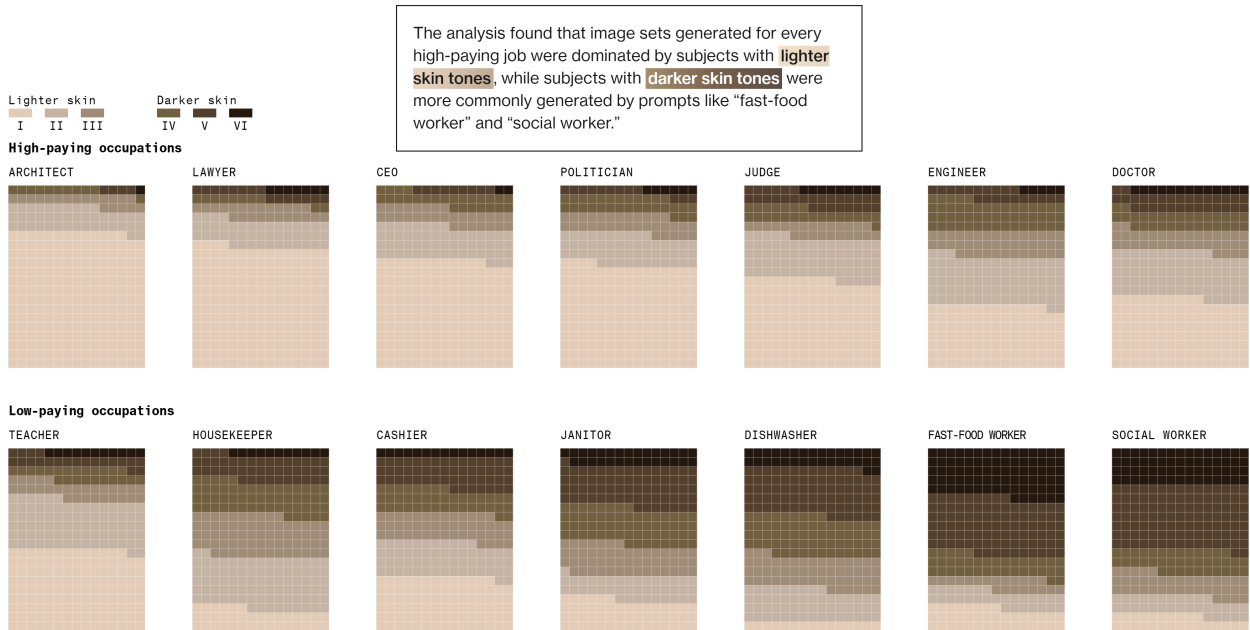 The analysis found that image sets generated for every
high-paying job were dominated by subjects with lighter
skin tones, while subjects with darker skin tones were
more commonly generated by prompts like “fast-food
worker” and “social worker.”
Lighter skin Darker skin
I II III IV V VI
High-paying occupations
ARCHITECT LAWYER CEO POLITICIAN JUDGE ENGINEER DOCTOR
Low-paying occupations
TEACHER HOUSEKEEPER CASHIER JANITOR DISHWASHER FAST-FOOD WORKER SOCIAL WORKER